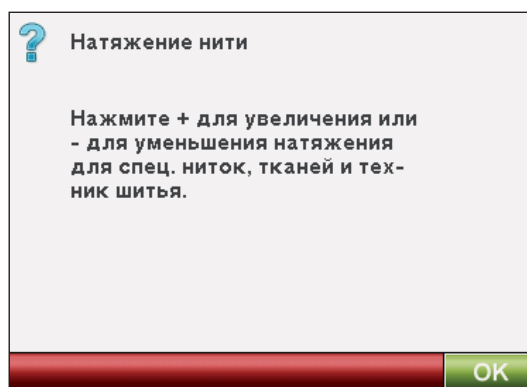 Натяжение нити
Нажмите + для увеличения или
- для уменьшения натяжения
для спец. ниток, тканей и тех-
ник шитья.
OK